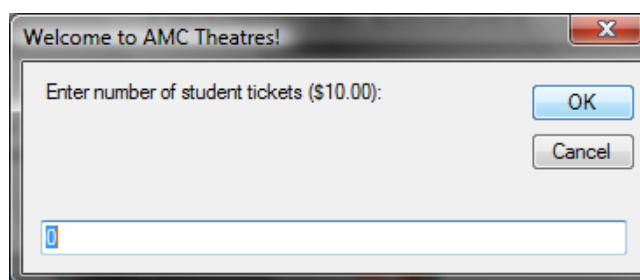 Welcome to AMC Theatres!
Enter number of student tickets ($10.00):
OK
Cancel
0